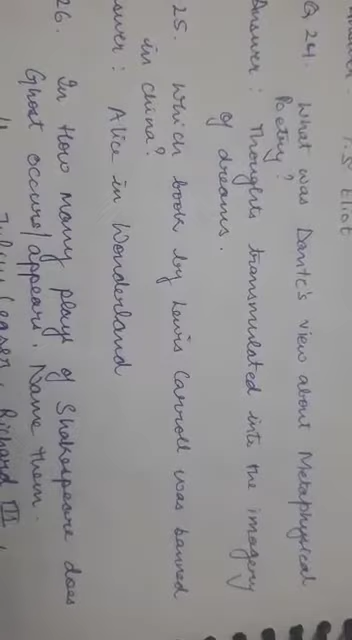 T.S Eliot
Q 24. What was Dante's view about Metaphysical
Poetry?
Answer: Thoughts transmulated into the imagery
of dreams.
25. Which book by Lewis Carroll was banned
in China?
swer: Alice in Wonderland
26. In How many plays of Shakespeare does
Ghost occurs/appears. Name them.
Richard III,